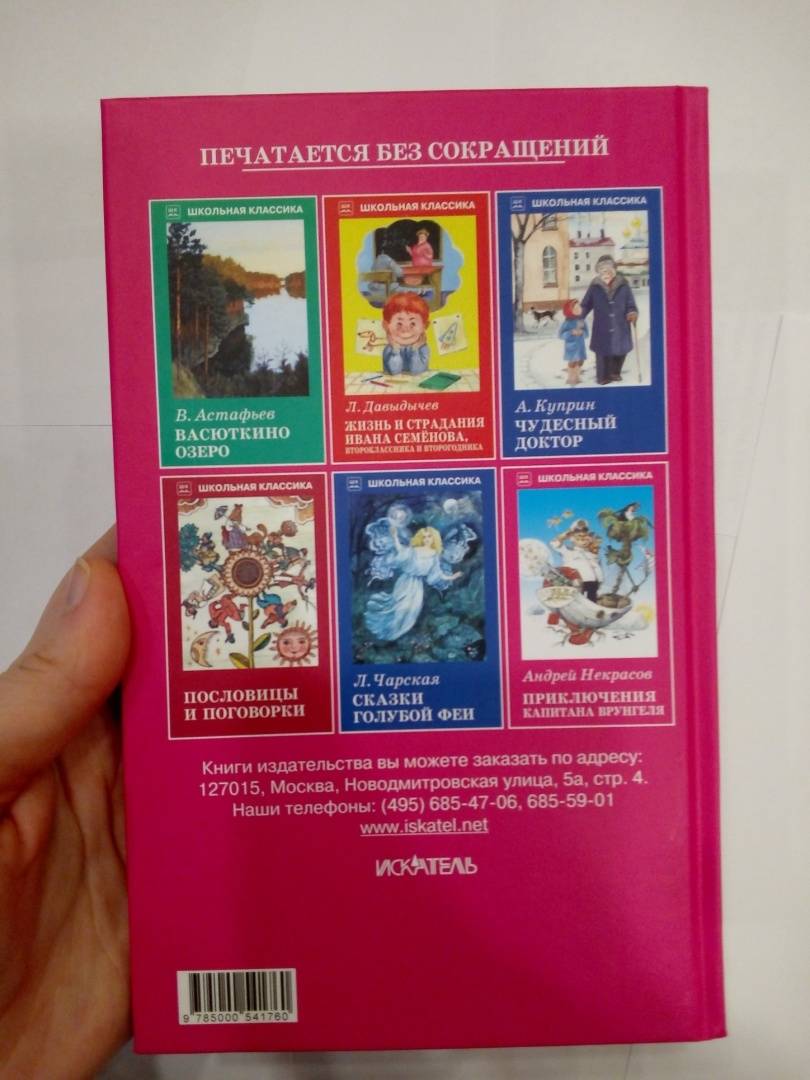 ПЕЧАТАЕТСЯ БЕЗ СОКРАЩЕНИЙ
ШКОЛЬНАЯ КЛАССИКА
В. Астафьев
ВАСЮТКИНО
ОЗЕРО
ШКОЛЬНАЯ КЛАССИКА
Л. Давыдычев
ЖИЗНЬ И СТРАДАНИЯ
ИВАНА СЕМЁНОВА,
ВТОРОКЛАССНИКА И ВТОРОГОДНИКА
ШКОЛЬНАЯ КЛАССИКА
А. Куприн
ЧУДЕСНЫЙ
ДОКТОР
ШКОЛЬНАЯ КЛАССИКА
ПОСЛОВИЦЫ
И ПОГОВОРКИ
ШКОЛЬНАЯ КЛАССИКА
Л. Чарская
СКАЗКИ
ГОЛУБОЙ ФЕИ
ШКОЛЬНАЯ КЛАССИКА
Андрей Некрасов
ПРИКЛЮЧЕНИЯ
КАПИТАНА ВРУНГЕЛЯ
Книги издательства вы можете заказать по адресу:
127015, Москва, Новодмитровская улица, 5а, стр. 4.
Наши телефоны: (495) 685-47-06, 685-59-01
www.iskatel.net
ИСКАТЕЛЬ
9 785000 541760